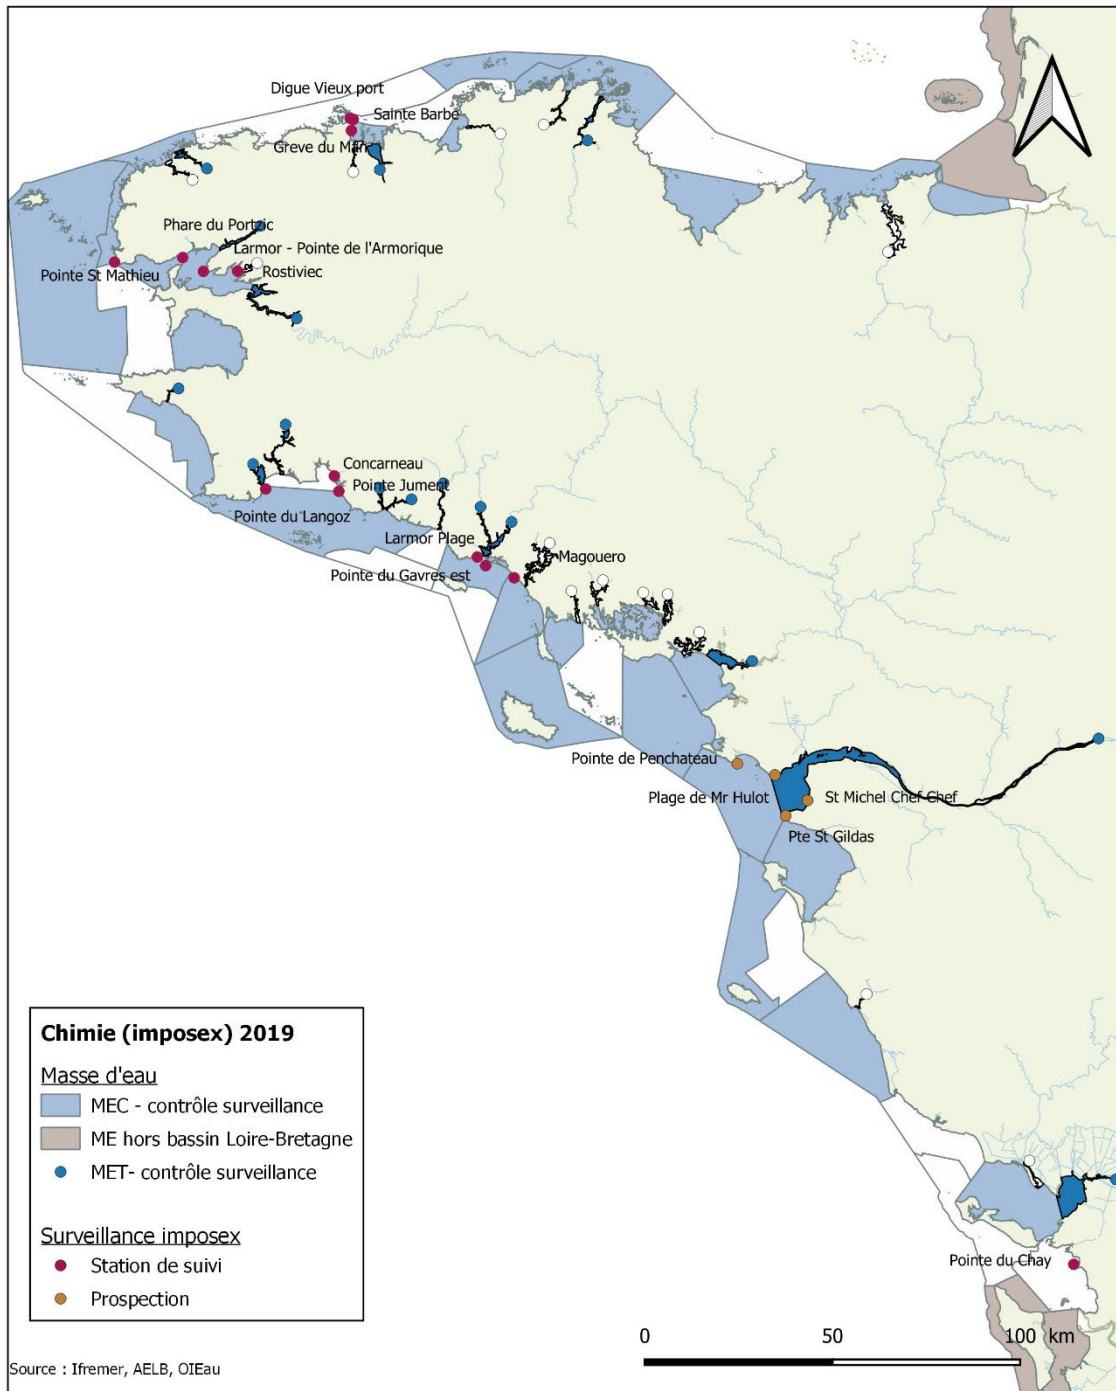 Digue Vieux port
Sainte Barbe
Phare du Portzic
Larmor - Pointe de l'Armorique
Pointe St Mathieu
Rostiviec
Concarneau
Pointe Jument
Pointe du Langoz
Larmor Plage
Magouero
Pointe du Gavres est
Pointe de Penchateau
Plage de Mr Hulot
St Michel Chef Chef
Pte St Gildas
Chimie (imposex) 2019
Masse d'eau
MEC - contrôle surveillance
ME hors bassin Loire-Bretagne
MET- contrôle surveillance
Surveillance imposex
Station de suivi
Prospection
Pointe du Chay
0 50 100 km
Source : Ifremer, AELB, OIEau